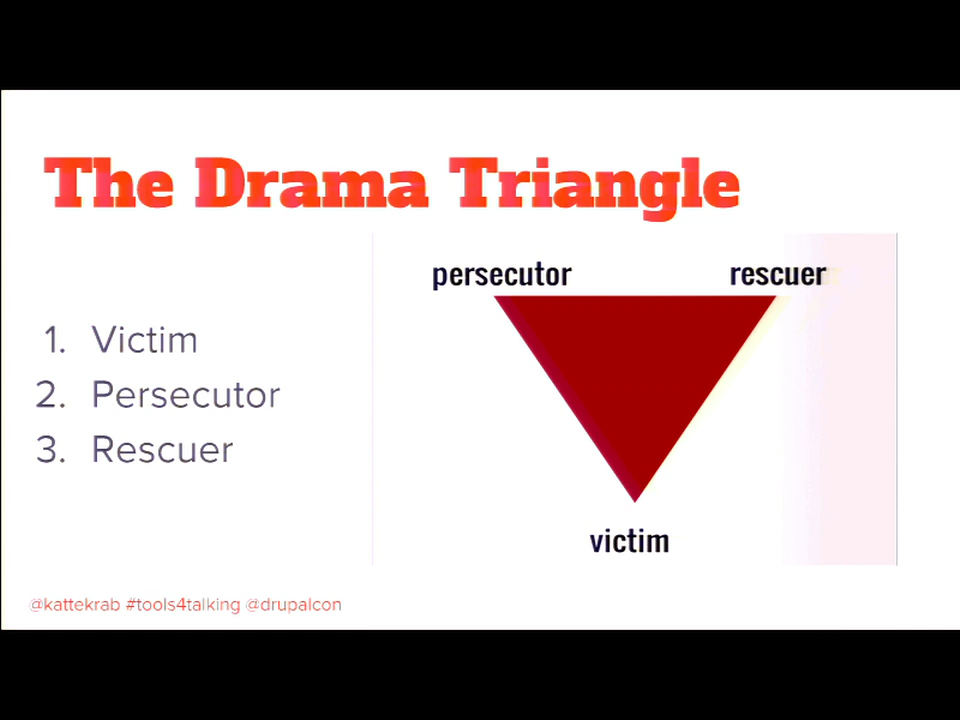 The Drama Triangle
1. Victim
2. Persecutor
3. Rescuer
persecutor
rescuer
victim
@kattekrab #tools4talking @drupalcon